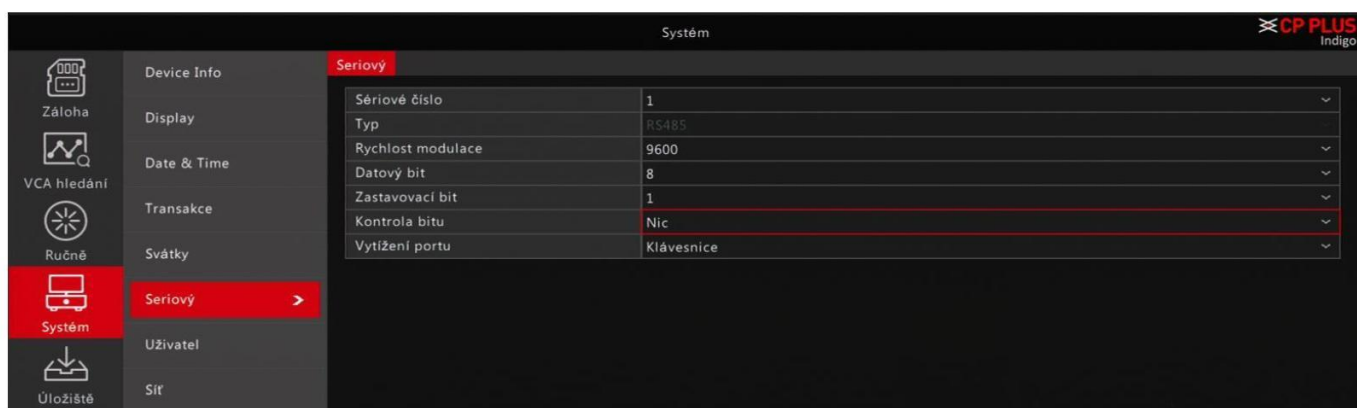 Systém
CP PLUS
Indigo
Záloha
VCA hledání
Ručně
Systém
Úložiště
Device Info
Display
Date & Time
Transakce
Svátky
Seriový
Uživatel
Síť
Seriový
Sériové číslo 1
Typ RS485
Rychlost modulace 9600
Datový bit 8
Zastavovací bit 1
Kontrola bitu Nic
Vytížení portu Klávesnice